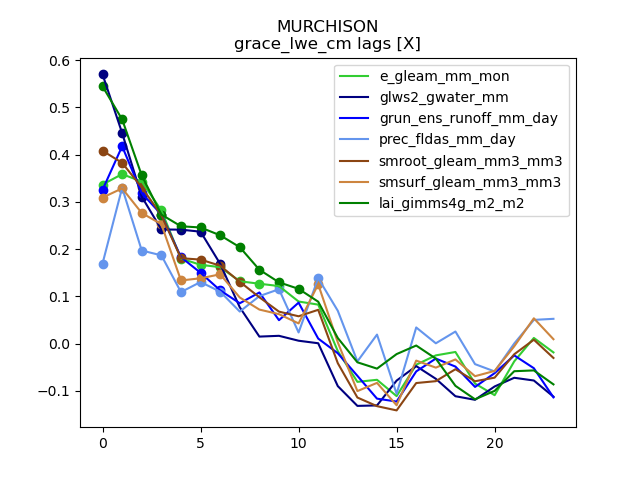 MURCHISON
grace_lwe_cm lags [X]
0.6
0.5
0.4
0.3
0.2
0.1
0.0
−0.1
0 5 10 15 20
e_gleam_mm_mon
glws2_gwater_mm
grun_ens_runoff_mm_day
prec_fldas_mm_day
smroot_gleam_mm3_mm3
smsurf_gleam_mm3_mm3
lai_gimms4g_m2_m2